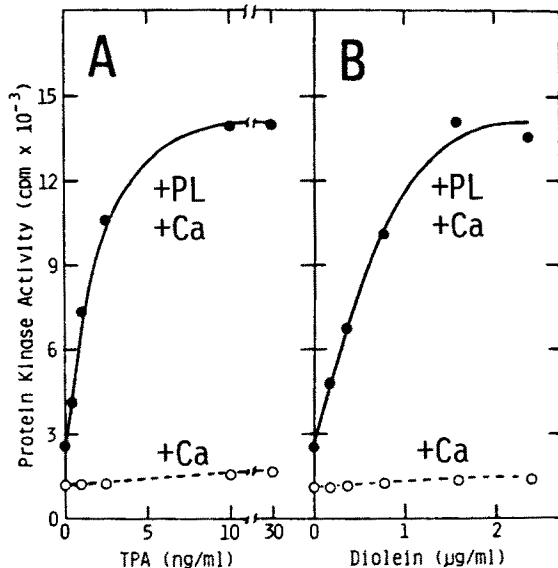 A
B
Protein Kinase Activity (cpm x 10⁻³)
15
12
9
6
3
0
+PL
+Ca
+Ca
+PL
+Ca
+Ca
0 5 10 30
0 1 2
TPA (ng/ml)
Diolein (µg/ml)